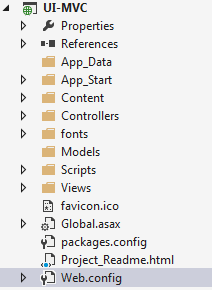 UI-MVC
Properties
References
App_Data
App_Start
Content
Controllers
fonts
Models
Scripts
Views
favicon.ico
Global.asax
packages.config
Project_Readme.html
Web.config